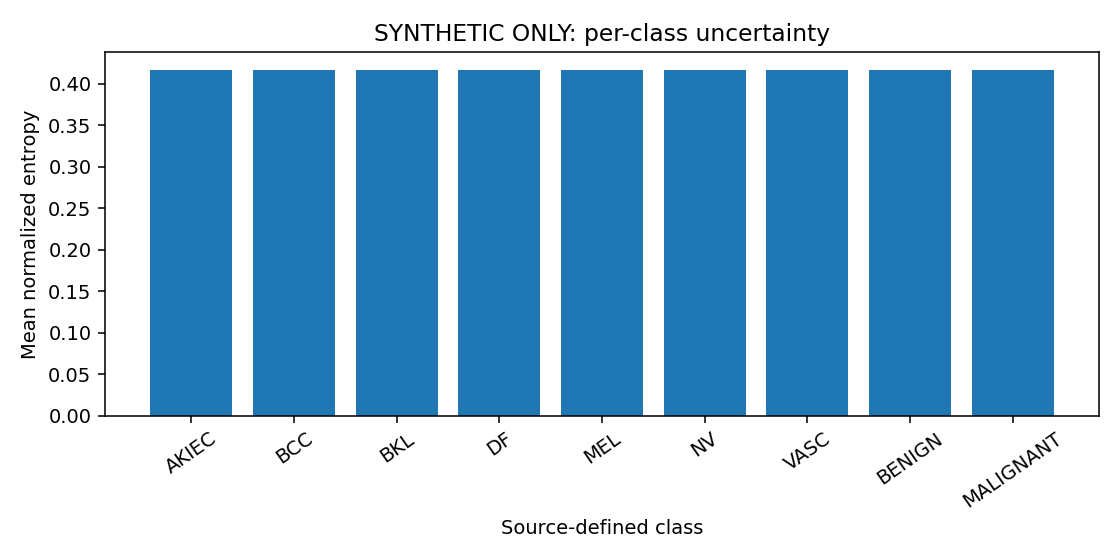 SYNTHETIC ONLY: per-class uncertainty
Mean normalized entropy
0.40
0.35
0.30
0.25
0.20
0.15
0.10
0.05
0.00
AKIEC
BCC
BKL
DF
MEL
NV
VASC
BENIGN
MALIGNANT
Source-defined class